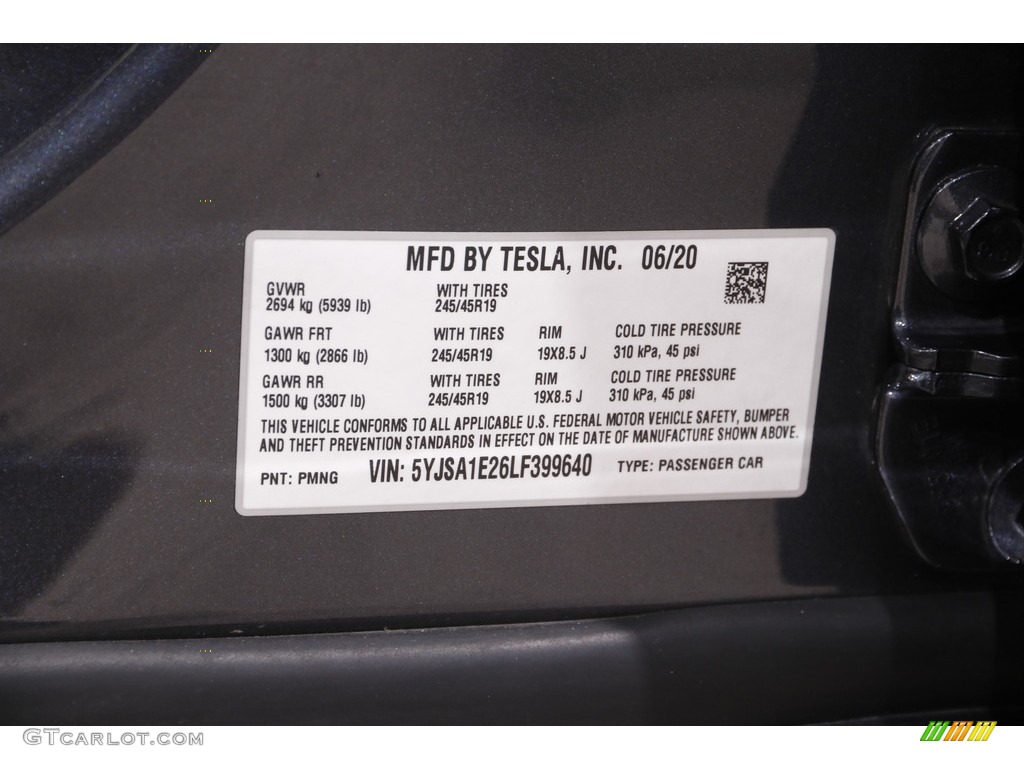 MFD BY TESLA, INC. 06/20
GVWR WITH TIRES
2694 kg (5939 lb) 245/45R19
GAWR FRT WITH TIRES RIM COLD TIRE PRESSURE
1300 kg (2866 lb) 245/45R19 19X8.5 J 310 kPa, 45 psi
GAWR RR WITH TIRES RIM COLD TIRE PRESSURE
1500 kg (3307 lb) 245/45R19 19X8.5 J 310 kPa, 45 psi
THIS VEHICLE CONFORMS TO ALL APPLICABLE U.S. FEDERAL MOTOR VEHICLE SAFETY, BUMPER
AND THEFT PREVENTION STANDARDS IN EFFECT ON THE DATE OF MANUFACTURE SHOWN ABOVE.
PNT: PMNG VIN: 5YJSA1E26LF399640 TYPE: PASSENGER CAR
GTcarlot.com